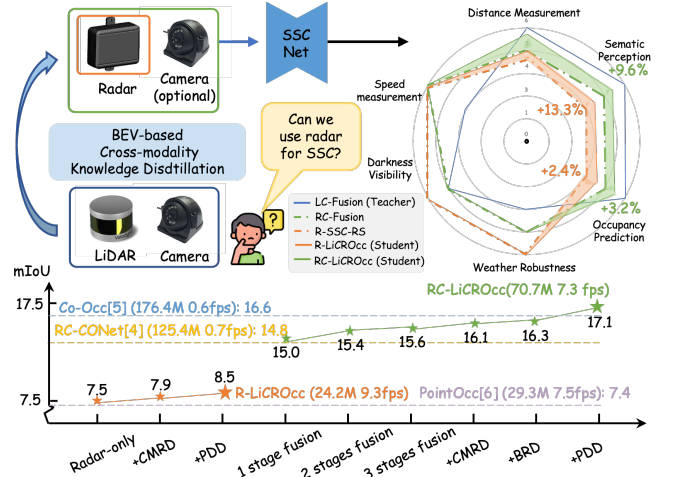 Radar
Camera
(optional)
SSC
Net
BEV-based
Cross-modality
Knowledge Disdtillation
LiDAR
Camera
Can we
use radar
for SSC?
?
LC-Fusion (Teacher)
RC-Fusion
R-SSC-RS
R-LiCROcc (Student)
RC-LiCROcc (Student)
Distance Measurement
Sematic
Perception
+9.6%
Speed
measurement
+13.3%
Darkness
Visibility
+2.4%
+3.2%
Occupancy
Prediction
Weather Robustness
6
3
1
0
0
mIoU
17.5
7.5
Co-Occ[5] (176.4M 0.6fps): 16.6
RC-CONet[4] (125.4M 0.7fps): 14.8
RC-LiCROcc(70.7M 7.3 fps)
15.0
15.4
15.6
16.1
16.3
17.1
7.5
7.9
8.5
R-LiCROcc (24.2M 9.3fps)
PointOcc[6] (29.3M 7.5fps): 7.4
Radar-only
+CMRD
+PDD
1 stage fusion
2 stages fusion
3 stages fusion
+CMRD
+BRD
+PDD